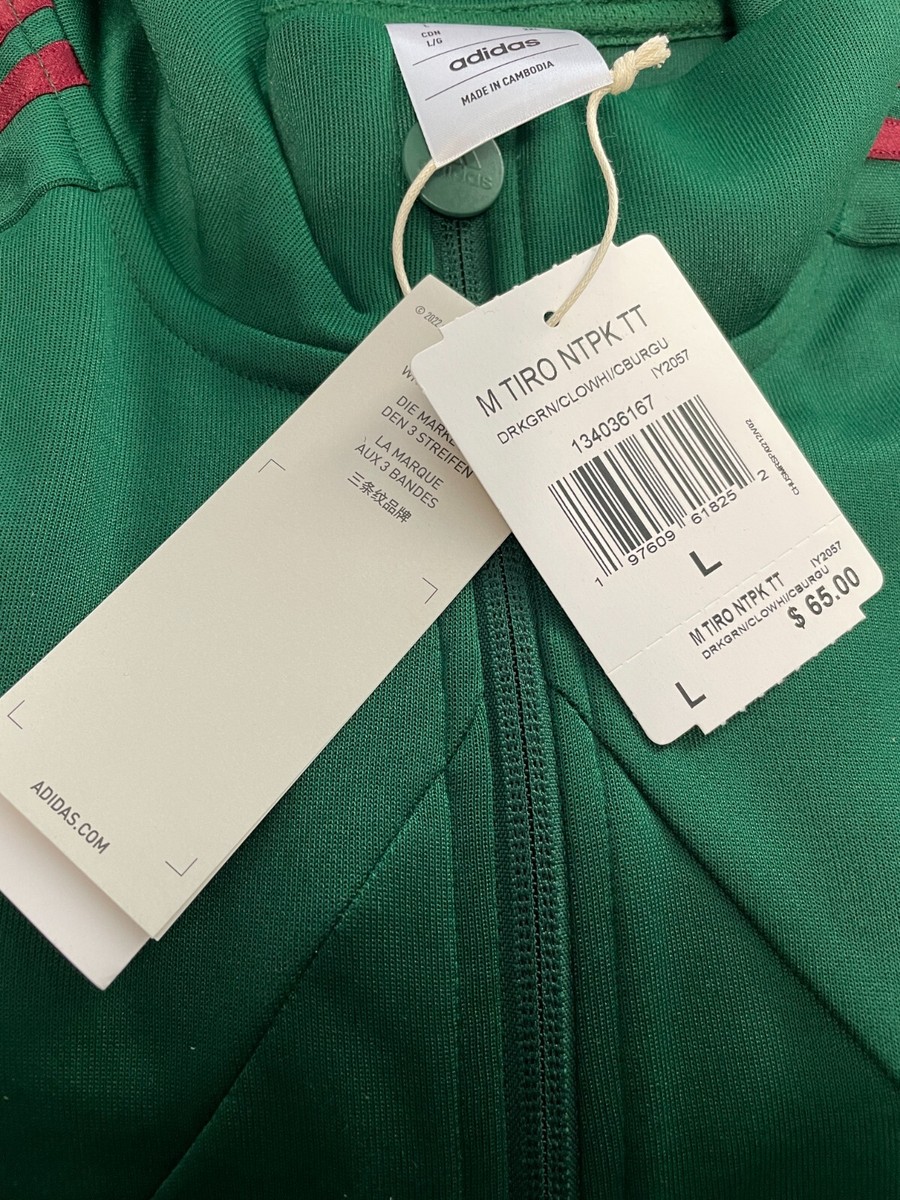 L
CDN
L/G
adidas
MADE IN CAMBODIA
adidas
© 2022
DIE MARKE
DEN 3 STREIFEN
LA MARQUE
AUX 3 BANDES
三条纹品牌
ADIDAS.COM
M TIRO NTPK TT
DRKGRN/CLOWHI/CBURGU
IY2057
134036167
1 97609 61825 2
L
IY2057
M TIRO NTPK TT
DRKGRN/CLOWHI/CBURGU
$ 65.00
L